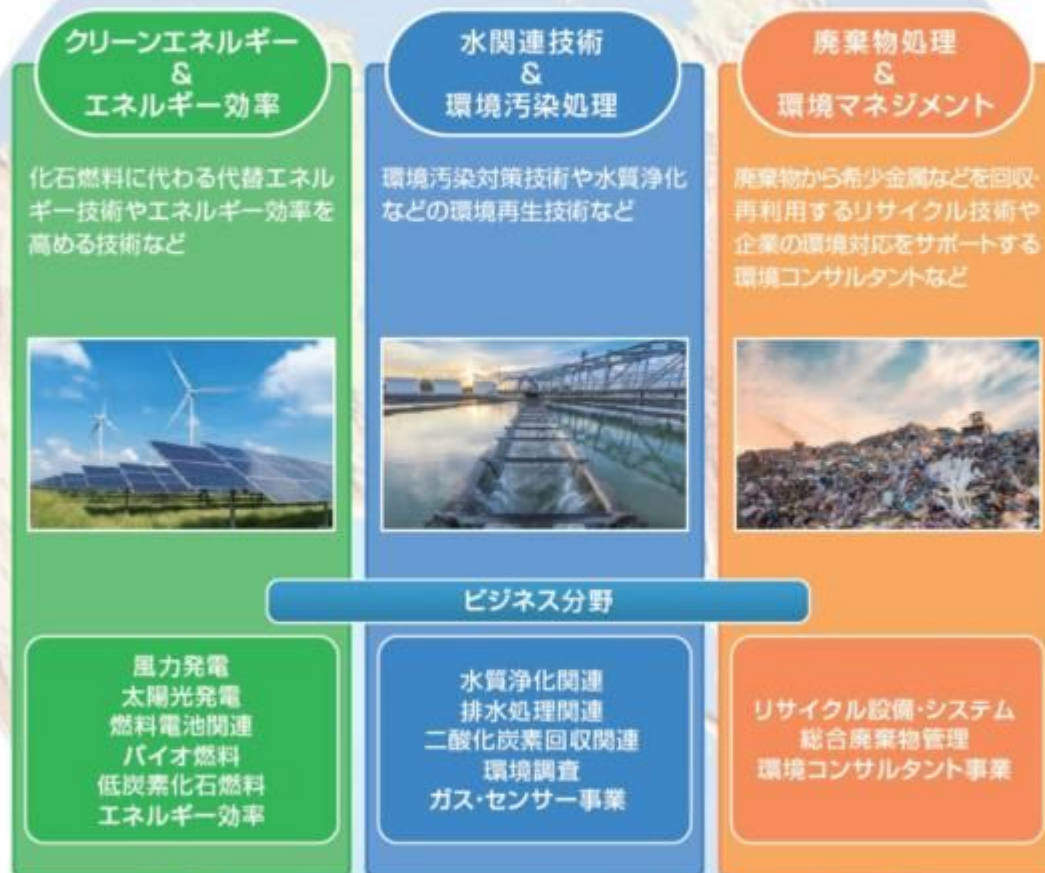 クリーンエネルギー
&
エネルギー効率
化石燃料に代わる代替エネル
ギー技術やエネルギー効率を
高める技術など
水関連技術
&
環境汚染処理
環境汚染対策技術や水質浄化
などの環境再生技術など
廃棄物処理
&
環境マネジメント
廃棄物から希少金属などを回収・
再利用するリサイクル技術や
企業の環境対応をサポートする
環境コンサルタントなど
ビジネス分野
風力発電
太陽光発電
燃料電池関連
バイオ燃料
低炭素化石燃料
エネルギー効率
水質浄化関連
排水処理関連
二酸化炭素回収関連
環境調査
ガス・センサー事業
リサイクル設備・システム
総合廃棄物管理
環境コンサルタント事業